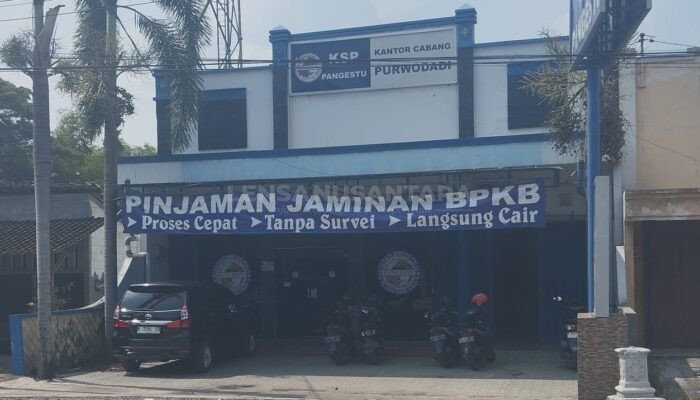 KSP
PANGESTU
KANTOR CABANG
PURWODADI
LENSANUSANTARA
PINJAMAN JAMINAN BPKB
➤Proses Cepat ➤Tanpa Survei ➤Langsung Cair